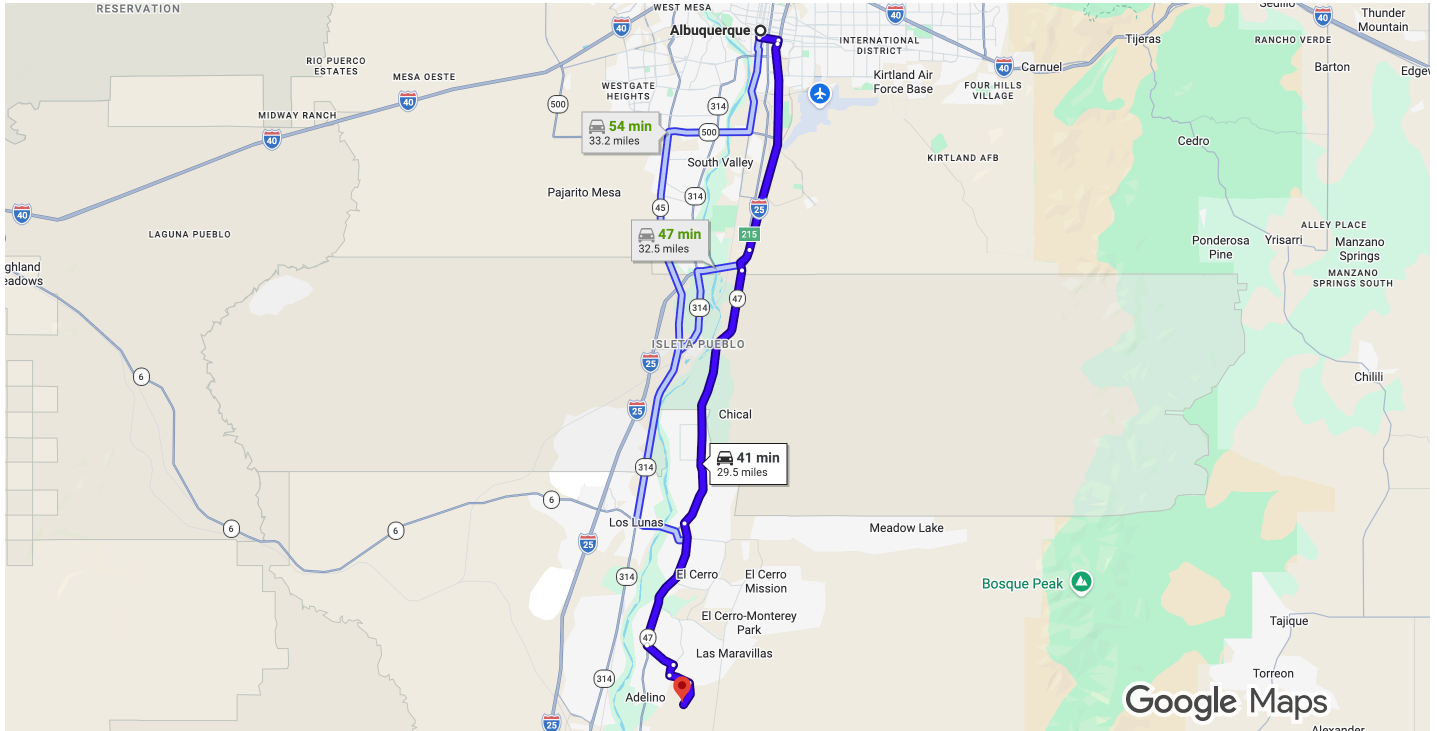 RESERVATION
WEST MESA
Sedillo
Thunder
Mountain
40
40
40
Albuquerque
INTERNATIONAL
DISTRICT
Tijeras
RANCHO VERDE
RIO PUERCO
ESTATES
MESA OESTE
Carnuel
40
Barton
Edgew
WESTGATE
HEIGHTS
Kirtland Air
Force Base
FOUR HILLS
VILLAGE
40
500
314
MIDWAY RANCH
40
54 min
33.2 miles
500
Cedro
South Valley
KIRTLAND AFB
Pajarito Mesa
314
45
25
40
LAGUNA PUEBLO
47 min
32.5 miles
215
ALLEY PLACE
Ponderosa
Pine
Yrisarri
Manzano
Springs
MANZANO
SPRINGS SOUTH
ghland
eadows
47
314
ISLETA PUEBLO
25
6
Chilili
25
Chical
41 min
29.5 miles
314
6
Los Lunas
6
6
Meadow Lake
25
314
El Cerro
El Cerro
Mission
Bosque Peak
El Cerro-Monterey
Park
Tajique
47
Las Maravillas
314
Adelino
Torreon
Google Maps
25
Alexander